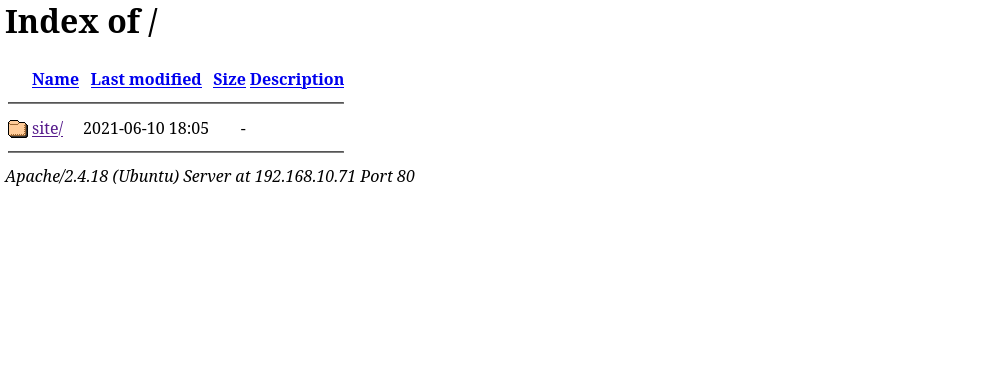 Index of /
Name Last modified Size Description
site/ 2021-06-10 18:05 -
Apache/2.4.18 (Ubuntu) Server at 192.168.10.71 Port 80